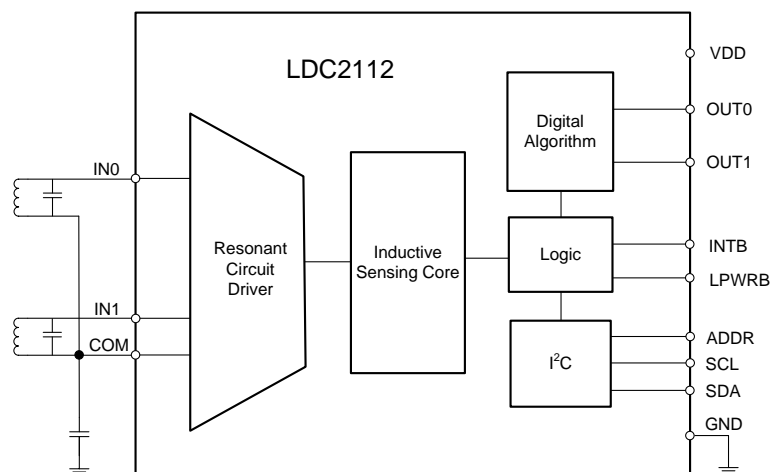 LDC2112
VDD
Digital
Algorithm
OUT0
OUT1
IN0
Resonant
Circuit
Driver
Inductive
Sensing Core
Logic
INTB
LPWRB
IN1
COM
I²C
ADDR
SCL
SDA
GND